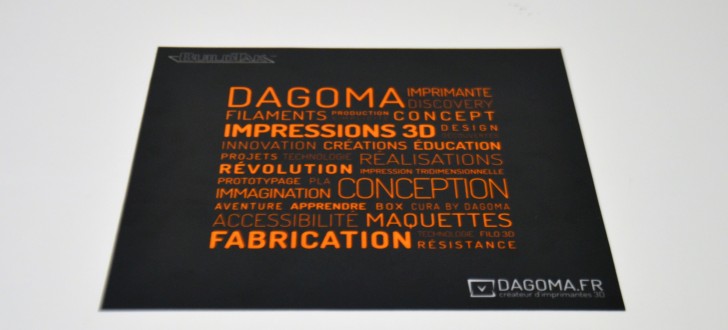 BuildTak
DAGOMA IMPRIMANTE
DISCOVERY
FILAMENTS PRODUCTION CONCEPT
IMPRESSIONS 3D DESIGN
INNOVATION CRÉATIONS ÉDUCATION
PROJETS TECHNOLOGIE RÉALISATIONS
RÉVOLUTION IMPRESSION TRIDIMENSIONNELLE
PROTOTYPAGE PLA CONCEPTION
IMMAGINATION
AVENTURE APPRENDRE BOX CURA BY DAGOMA
ACCESSIBILITÉ MAQUETTES
FABRICATION TECHNOLOGIE FILO 3D
RÉSISTANCE
DAGOMA.FR
créateur d'imprimantes 3D